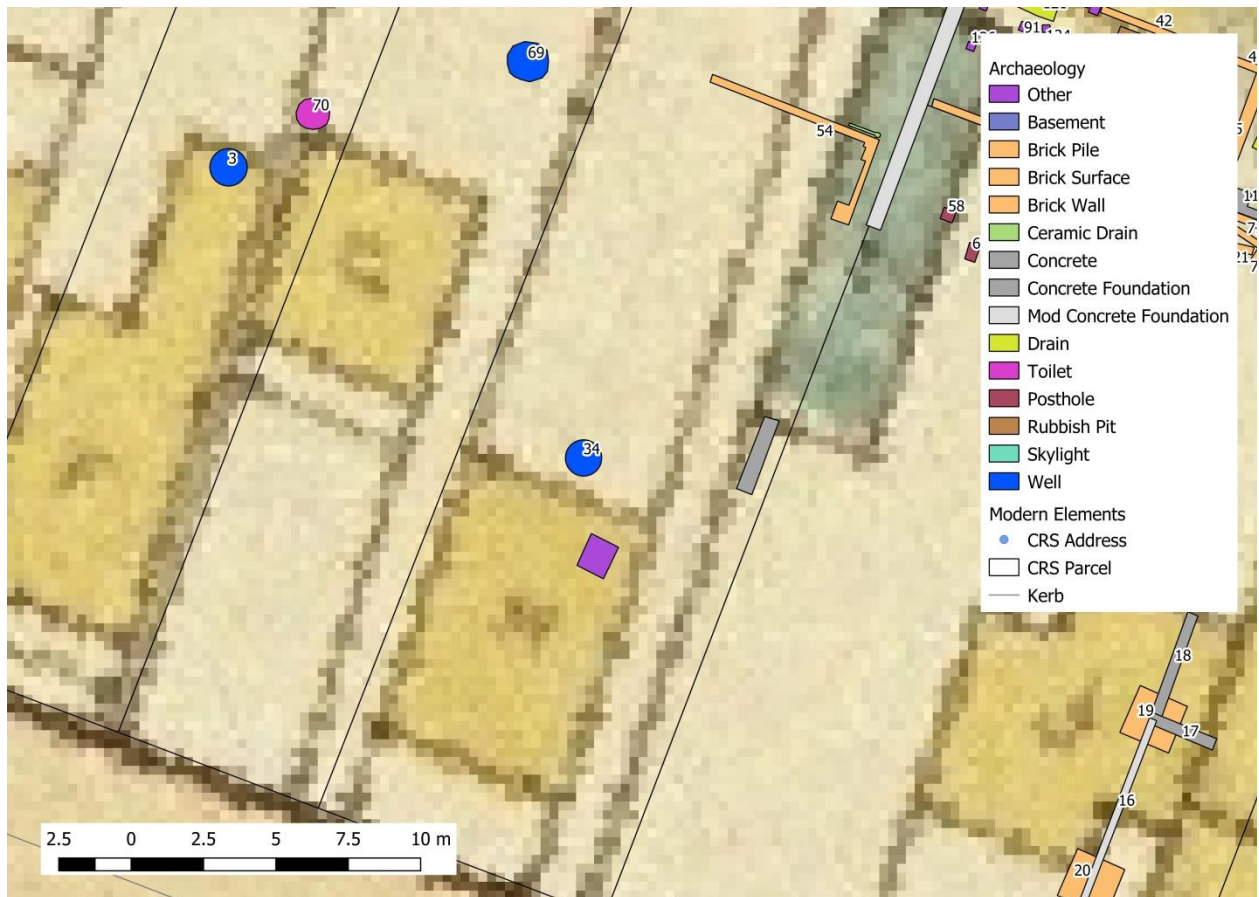 69
70
3
54
34
58
42
91
18
19
17
16
20
Archaeology
Other
Basement
Brick Pile
Brick Surface
Brick Wall
Ceramic Drain
Concrete
Concrete Foundation
Mod Concrete Foundation
Drain
Toilet
Posthole
Rubbish Pit
Skylight
Well
Modern Elements
CRS Address
CRS Parcel
Kerb
2.5 0 2.5 5 7.5 10 m